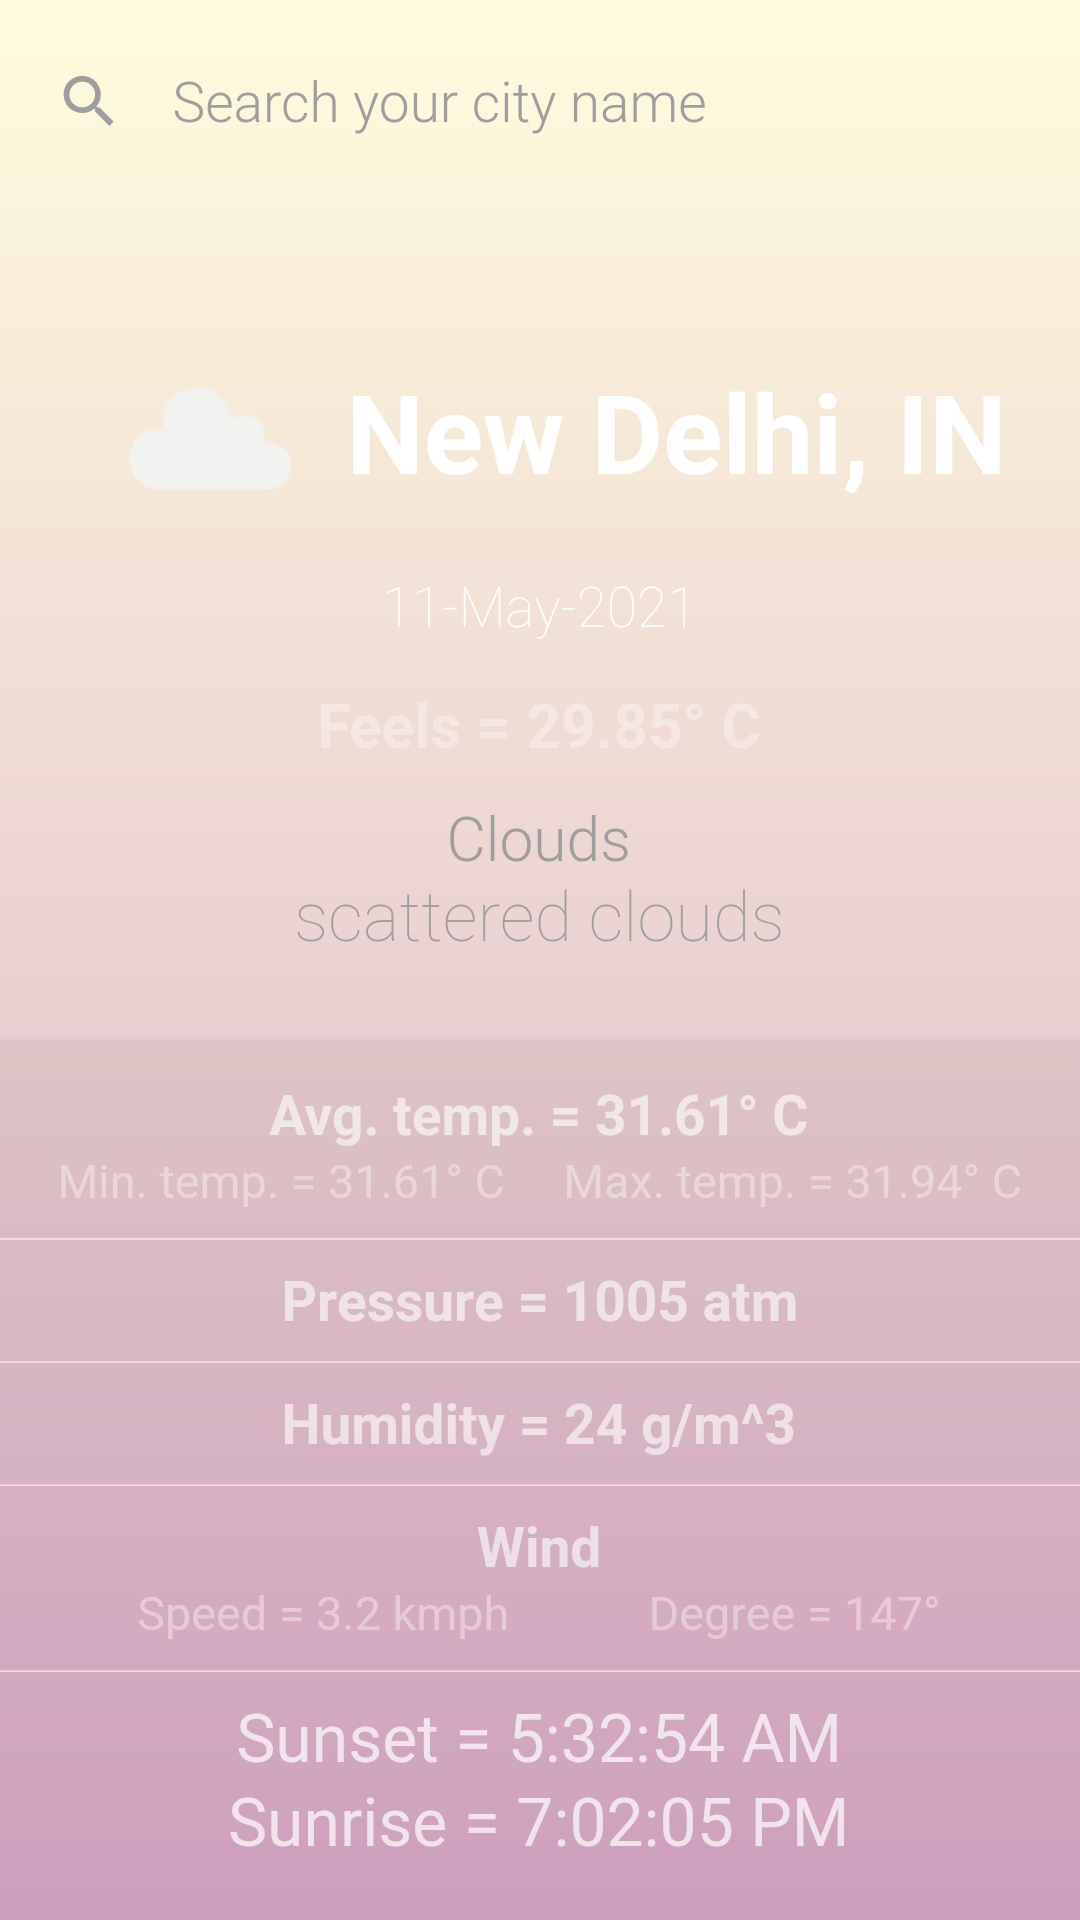 Search your city name
New Delhi, IN
11-May-2021
Feels = 29.85° C
Clouds
scattered clouds
Avg. temp. = 31.61° C
Min. temp. = 31.61° C Max. temp. = 31.94° C
Pressure = 1005 atm
Humidity = 24 g/m^3
Wind
Speed = 3.2 kmph Degree = 147°
Sunset = 5:32:54 AM
Sunrise = 7:02:05 PM